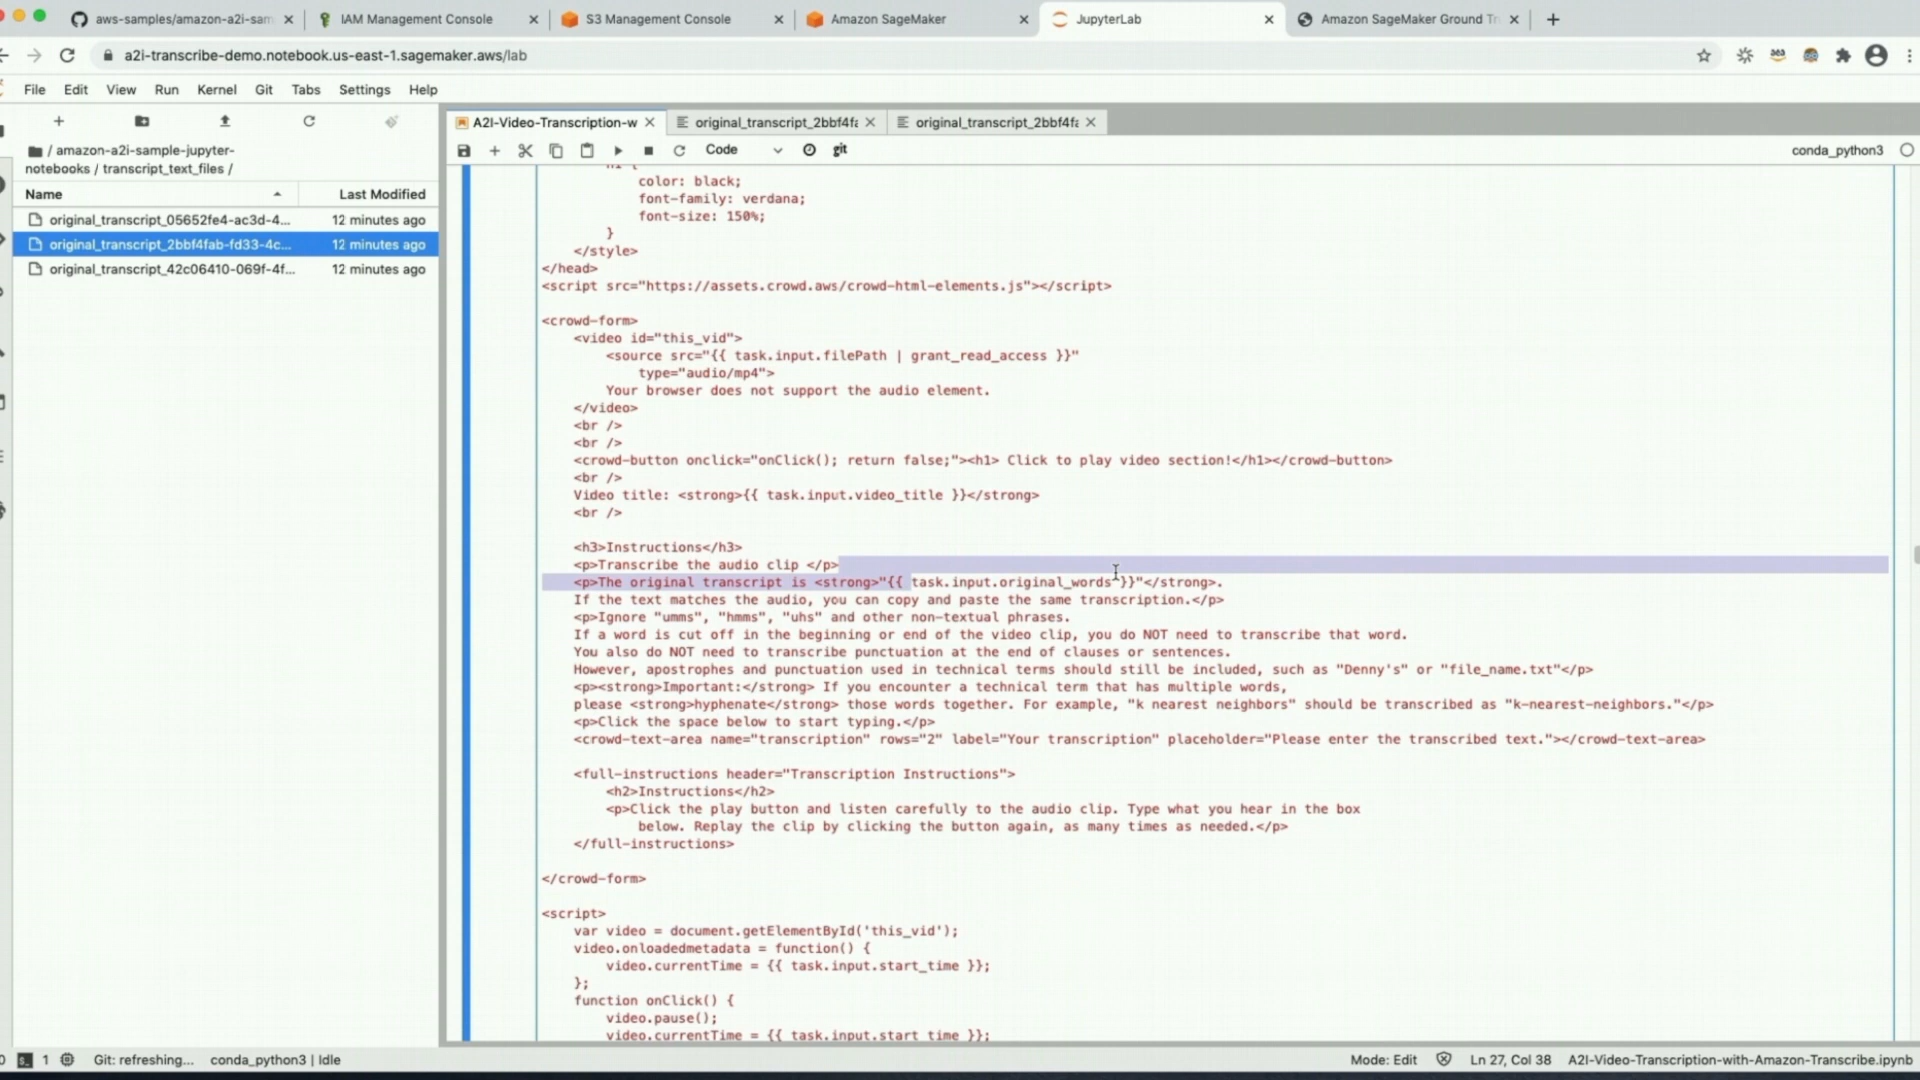 aws-samples/amazon-a2i-sam
IAM Management Console
S3 Management Console
Amazon SageMaker
JupyterLab
Amazon SageMaker Ground Tr
a2i-transcribe-demo.notebook.us-east-1.sagemaker.aws/lab
File Edit View Run Kernel Git Tabs Settings Help
A2I-Video-Transcription-w
original_transcript_2bbf4fa
original_transcript_2bbf4fa
Code
git
conda_python3
/ amazon-a2i-sample-jupyter-
notebooks / transcript_text_files /
Name Last Modified
original_transcript_05652fe4-ac3d-4... 12 minutes ago
original_transcript_2bbf4fab-fd33-4c... 12 minutes ago
original_transcript_42c06410-069f-4f... 12 minutes ago
h1 {
color: black;
font-family: verdana;
font-size: 150%;
}
</style>
</head>
<script src="https://assets.crowd.aws/crowd-html-elements.js"></script>
<crowd-form>
<video id="this_vid">
<source src="{{ task.input.filePath | grant_read_access }}"
type="audio/mp4">
Your browser does not support the audio element.
</video>
<br />
<br />
<crowd-button onclick="onClick(); return false;"><h1> Click to play video section!</h1></crowd-button>
<br />
Video title: <strong>{{ task.input.video_title }}</strong>
<br />
<h3>Instructions</h3>
<p>Transcribe the audio clip </p>
<p>The original transcript is <strong>"{{ task.input.original_words }}"</strong>.
If the text matches the audio, you can copy and paste the same transcription.</p>
<p>Ignore "umms", "hmms", "uhs" and other non-textual phrases.
If a word is cut off in the beginning or end of the video clip, you do NOT need to transcribe that word.
You also do NOT need to transcribe punctuation at the end of clauses or sentences.
However, apostrophes and punctuation used in technical terms should still be included, such as "Denny's" or "file_name.txt"</p>
<p><strong>Important:</strong> If you encounter a technical term that has multiple words,
please <strong>hyphenate</strong> those words together. For example, "k nearest neighbors" should be transcribed as "k-nearest-neighbors."</p>
<p>Click the space below to start typing.</p>
<crowd-text-area name="transcription" rows="2" label="Your transcription" placeholder="Please enter the transcribed text."></crowd-text-area>
<full-instructions header="Transcription Instructions">
<h2>Instructions</h2>
<p>Click the play button and listen carefully to the audio clip. Type what you hear in the box
below. Replay the clip by clicking the button again, as many times as needed.</p>
</full-instructions>
</crowd-form>
<script>
var video = document.getElementById('this_vid');
video.onloadedmetadata = function() {
video.currentTime = {{ task.input.start_time }};
};
function onClick() {
video.pause();
video.currentTime = {{ task.input.start_time }};
0 1 Git: refreshing... conda_python3 | Idle
Mode: Edit Ln 27, Col 38 A2I-Video-Transcription-with-Amazon-Transcribe.ipynb